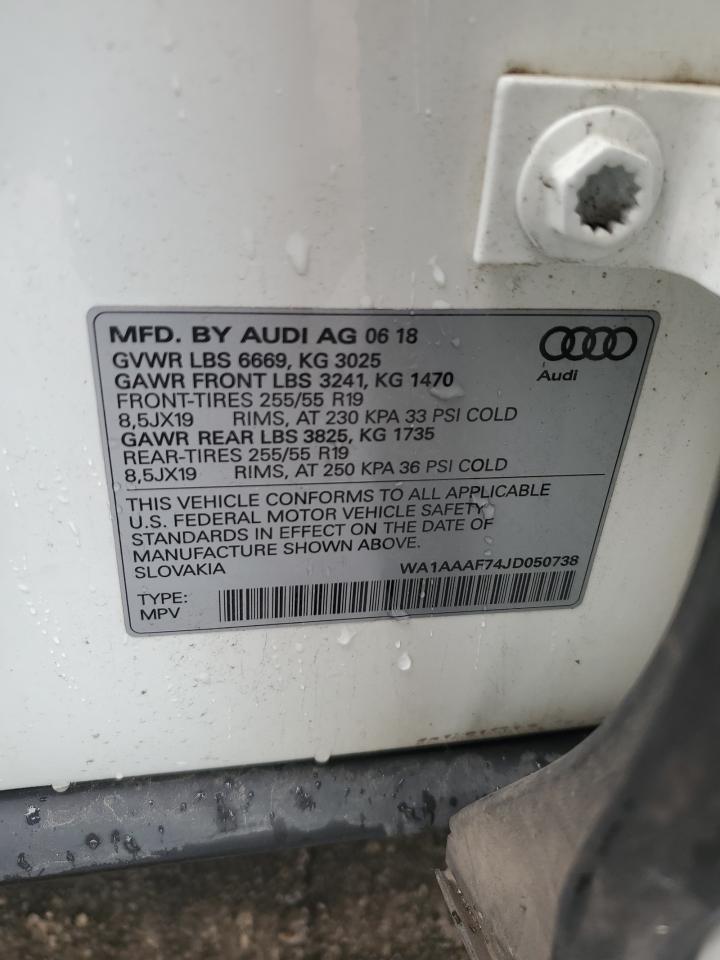 MFD. BY AUDI AG 06 18
GVWR LBS 6669, KG 3025
GAWR FRONT LBS 3241, KG 1470
FRONT-TIRES 255/55 R19
8,5JX19 RIMS, AT 230 KPA 33 PSI COLD
GAWR REAR LBS 3825, KG 1735
REAR-TIRES 255/55 R19
8,5JX19 RIMS, AT 250 KPA 36 PSI COLD
Audi
THIS VEHICLE CONFORMS TO ALL APPLICABLE
U.S. FEDERAL MOTOR VEHICLE SAFETY
STANDARDS IN EFFECT ON THE DATE OF
MANUFACTURE SHOWN ABOVE.
SLOVAKIA WA1AAAF74JD050738
TYPE:
MPV